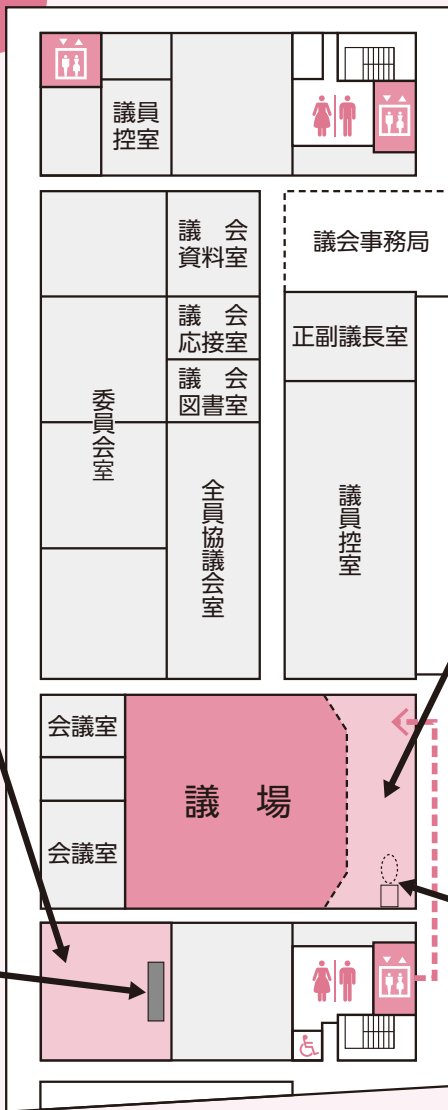 議員
控室
議　会
資料室
議会事務局
議　会
応接室
正副議長室
議　会
図書室
委員会室
全員協議会室
議員控室
会議室
議　場
会議室